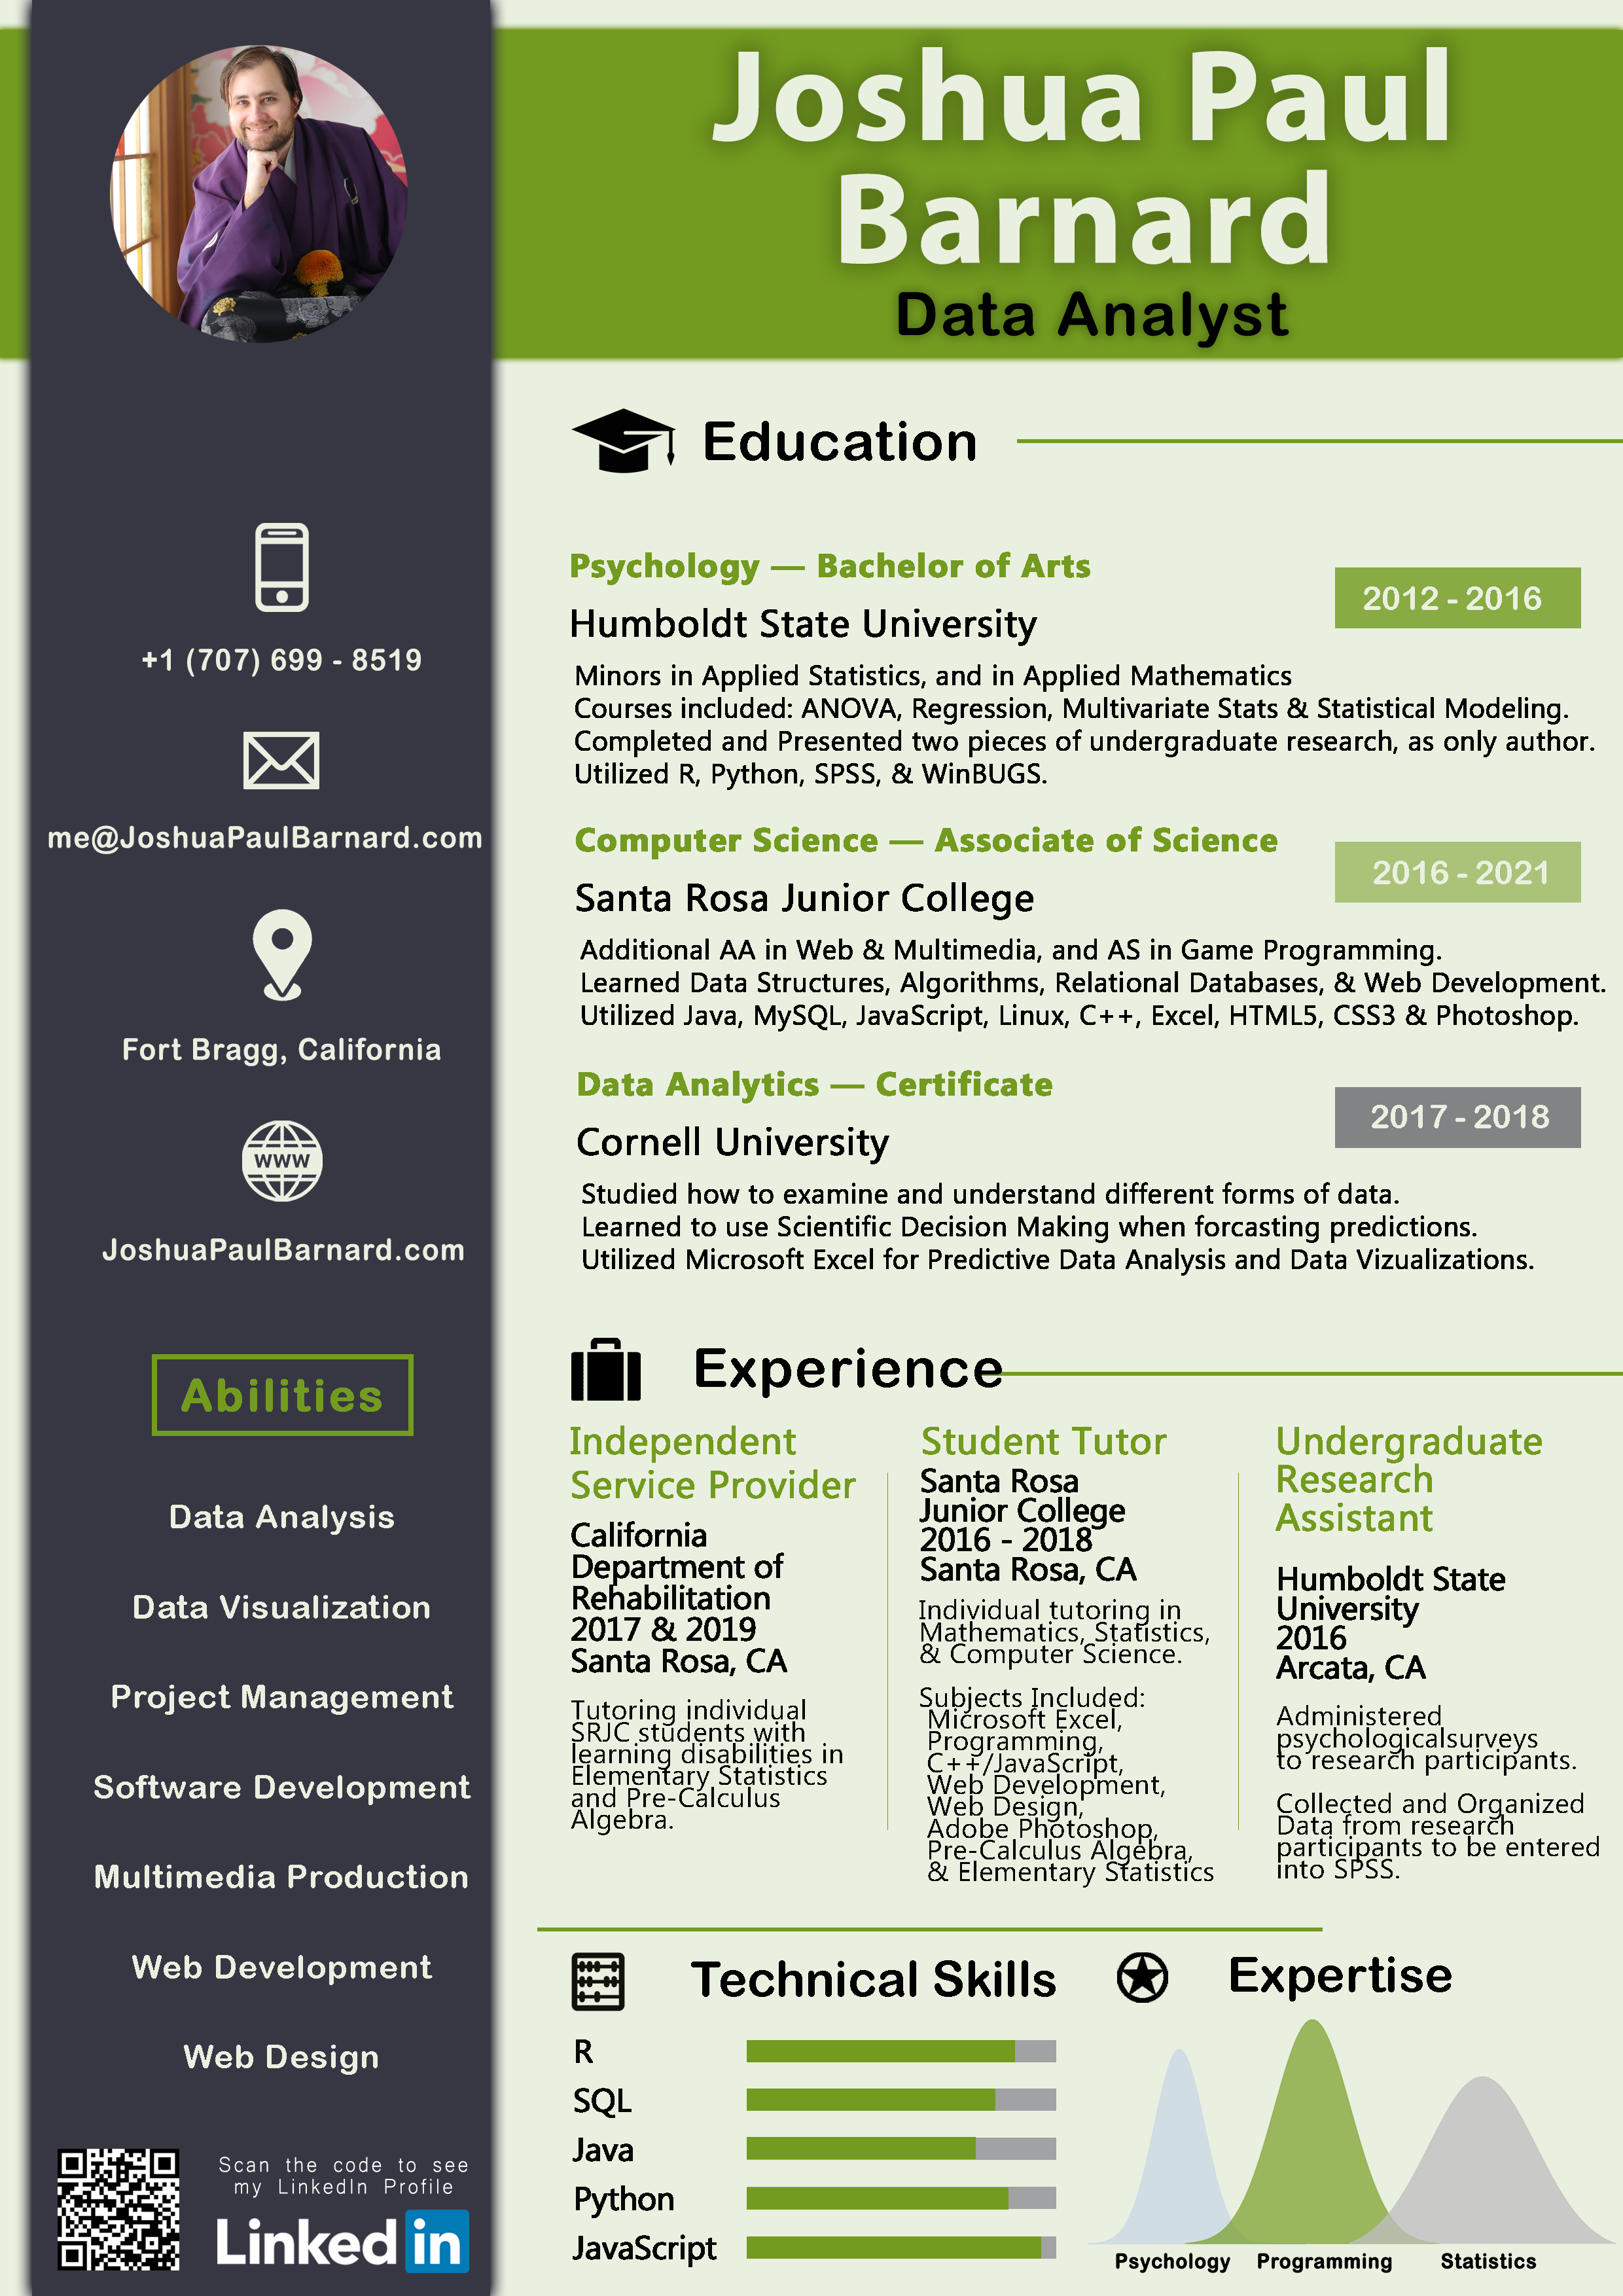 Joshua Paul
Barnard
Data Analyst
+1 (707) 699 - 8519
me@JoshuaPaulBarnard.com
Fort Bragg, California
www
JoshuaPaulBarnard.com
Abilities
Data Analysis
Data Visualization
Project Management
Software Development
Multimedia Production
Web Development
Web Design
Scan the code to see
my LinkedIn Profile
Linked in
Education
Psychology — Bachelor of Arts
2012 - 2016
Humboldt State University
Minors in Applied Statistics, and in Applied Mathematics
Courses included: ANOVA, Regression, Multivariate Stats & Statistical Modeling.
Completed and Presented two pieces of undergraduate research, as only author.
Utilized R, Python, SPSS, & WinBUGS.
Computer Science — Associate of Science
2016 - 2021
Santa Rosa Junior College
Additional AA in Web & Multimedia, and AS in Game Programming.
Learned Data Structures, Algorithms, Relational Databases, & Web Development.
Utilized Java, MySQL, JavaScript, Linux, C++, Excel, HTML5, CSS3 & Photoshop.
Data Analytics — Certificate
2017 - 2018
Cornell University
Studied how to examine and understand different forms of data.
Learned to use Scientific Decision Making when forcasting predictions.
Utilized Microsoft Excel for Predictive Data Analysis and Data Vizualizations.
Experience
Independent
Service Provider
California
Department of
Rehabilitation
2017 & 2019
Santa Rosa, CA
Tutoring individual
SRJC students with
learning disabilities in
Elementary Statistics
and Pre-Calculus
Algebra.
Student Tutor
Santa Rosa
Junior College
2016 - 2018
Santa Rosa, CA
Individual tutoring in
Mathematics, Statistics,
& Computer Science.
Subjects Included:
Microsoft Excel,
Programming,
C++/JavaScript,
Web Development,
Web Design,
Adobe Photoshop,
Pre-Calculus Algebra,
& Elementary Statistics
Undergraduate
Research
Assistant
Humboldt State
University
2016
Arcata, CA
Administered
psychologicalsurveys
to research participants.
Collected and Organized
Data from research
participants to be entered
into SPSS.
Technical Skills
R
SQL
Java
Python
JavaScript
Expertise
Psychology Programming Statistics